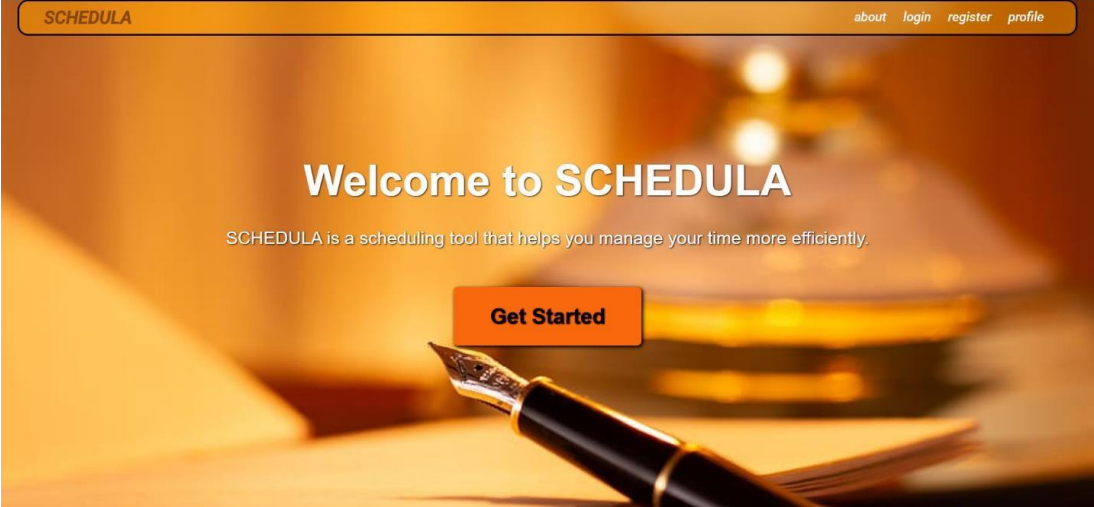 SCHEDULA
about login register profile
Welcome to SCHEDULA
SCHEDULA is a scheduling tool that helps you manage your time more efficiently.
Get Started